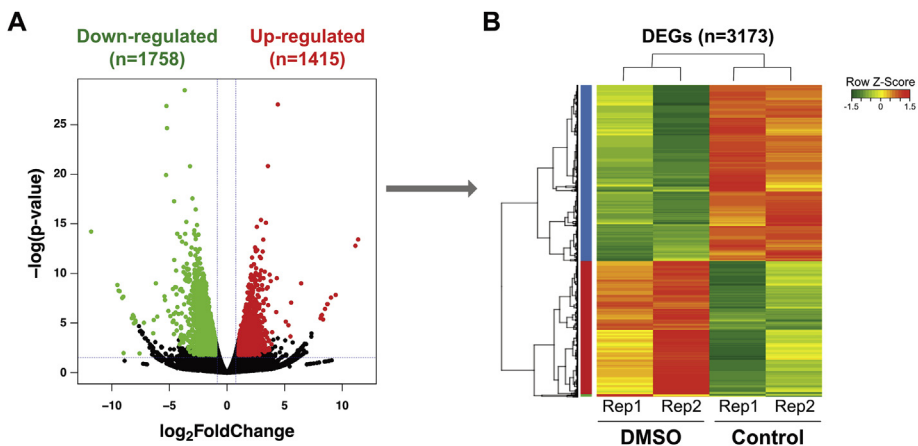 A
Down-regulated
(n=1758)
Up-regulated
(n=1415)
−log(p-value)
25
20
15
10
5
0
−10
−5
0
5
10
log2FoldChange
B
DEGs (n=3173)
Row Z-Score
-1.5
0
1.5
Rep1
Rep2
Rep1
Rep2
DMSO
Control